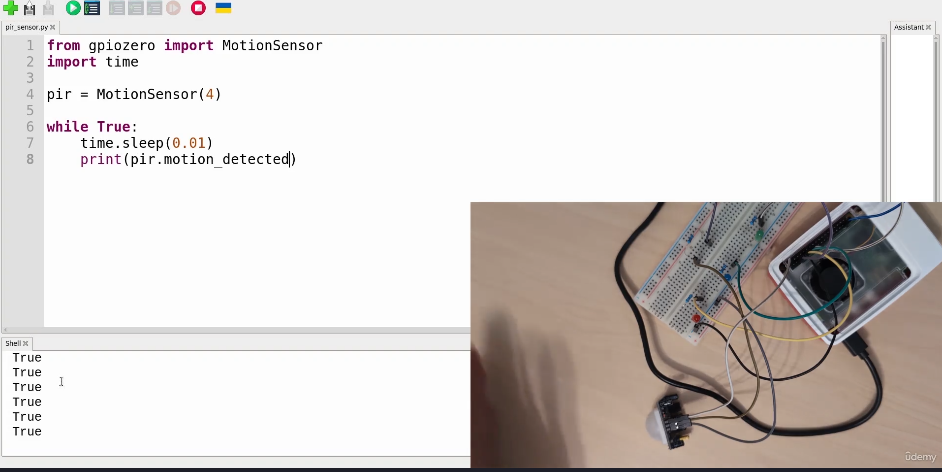 pir_sensor.py
Assistant
1 from gpiozero import MotionSensor
2 import time
3
4 pir = MotionSensor(4)
5
6 while True:
7     time.sleep(0.01)
8     print(pir.motion_detected)
Shell
True
True
True
True
True
True
ûdemy